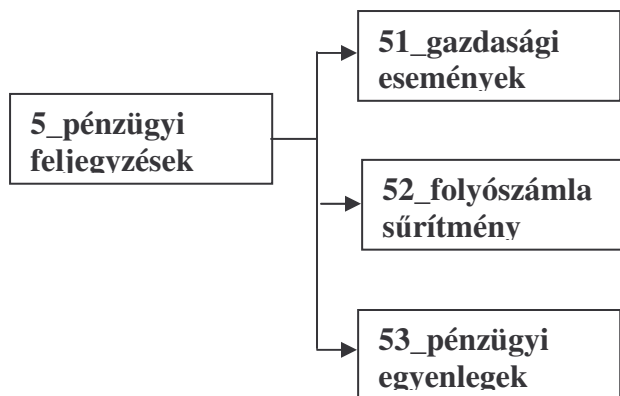 51_gazdasági
események
5_pénzügyi
feljegyzések
52_folyószámla
sűrítmény
53_pénzügyi
egyenlegek